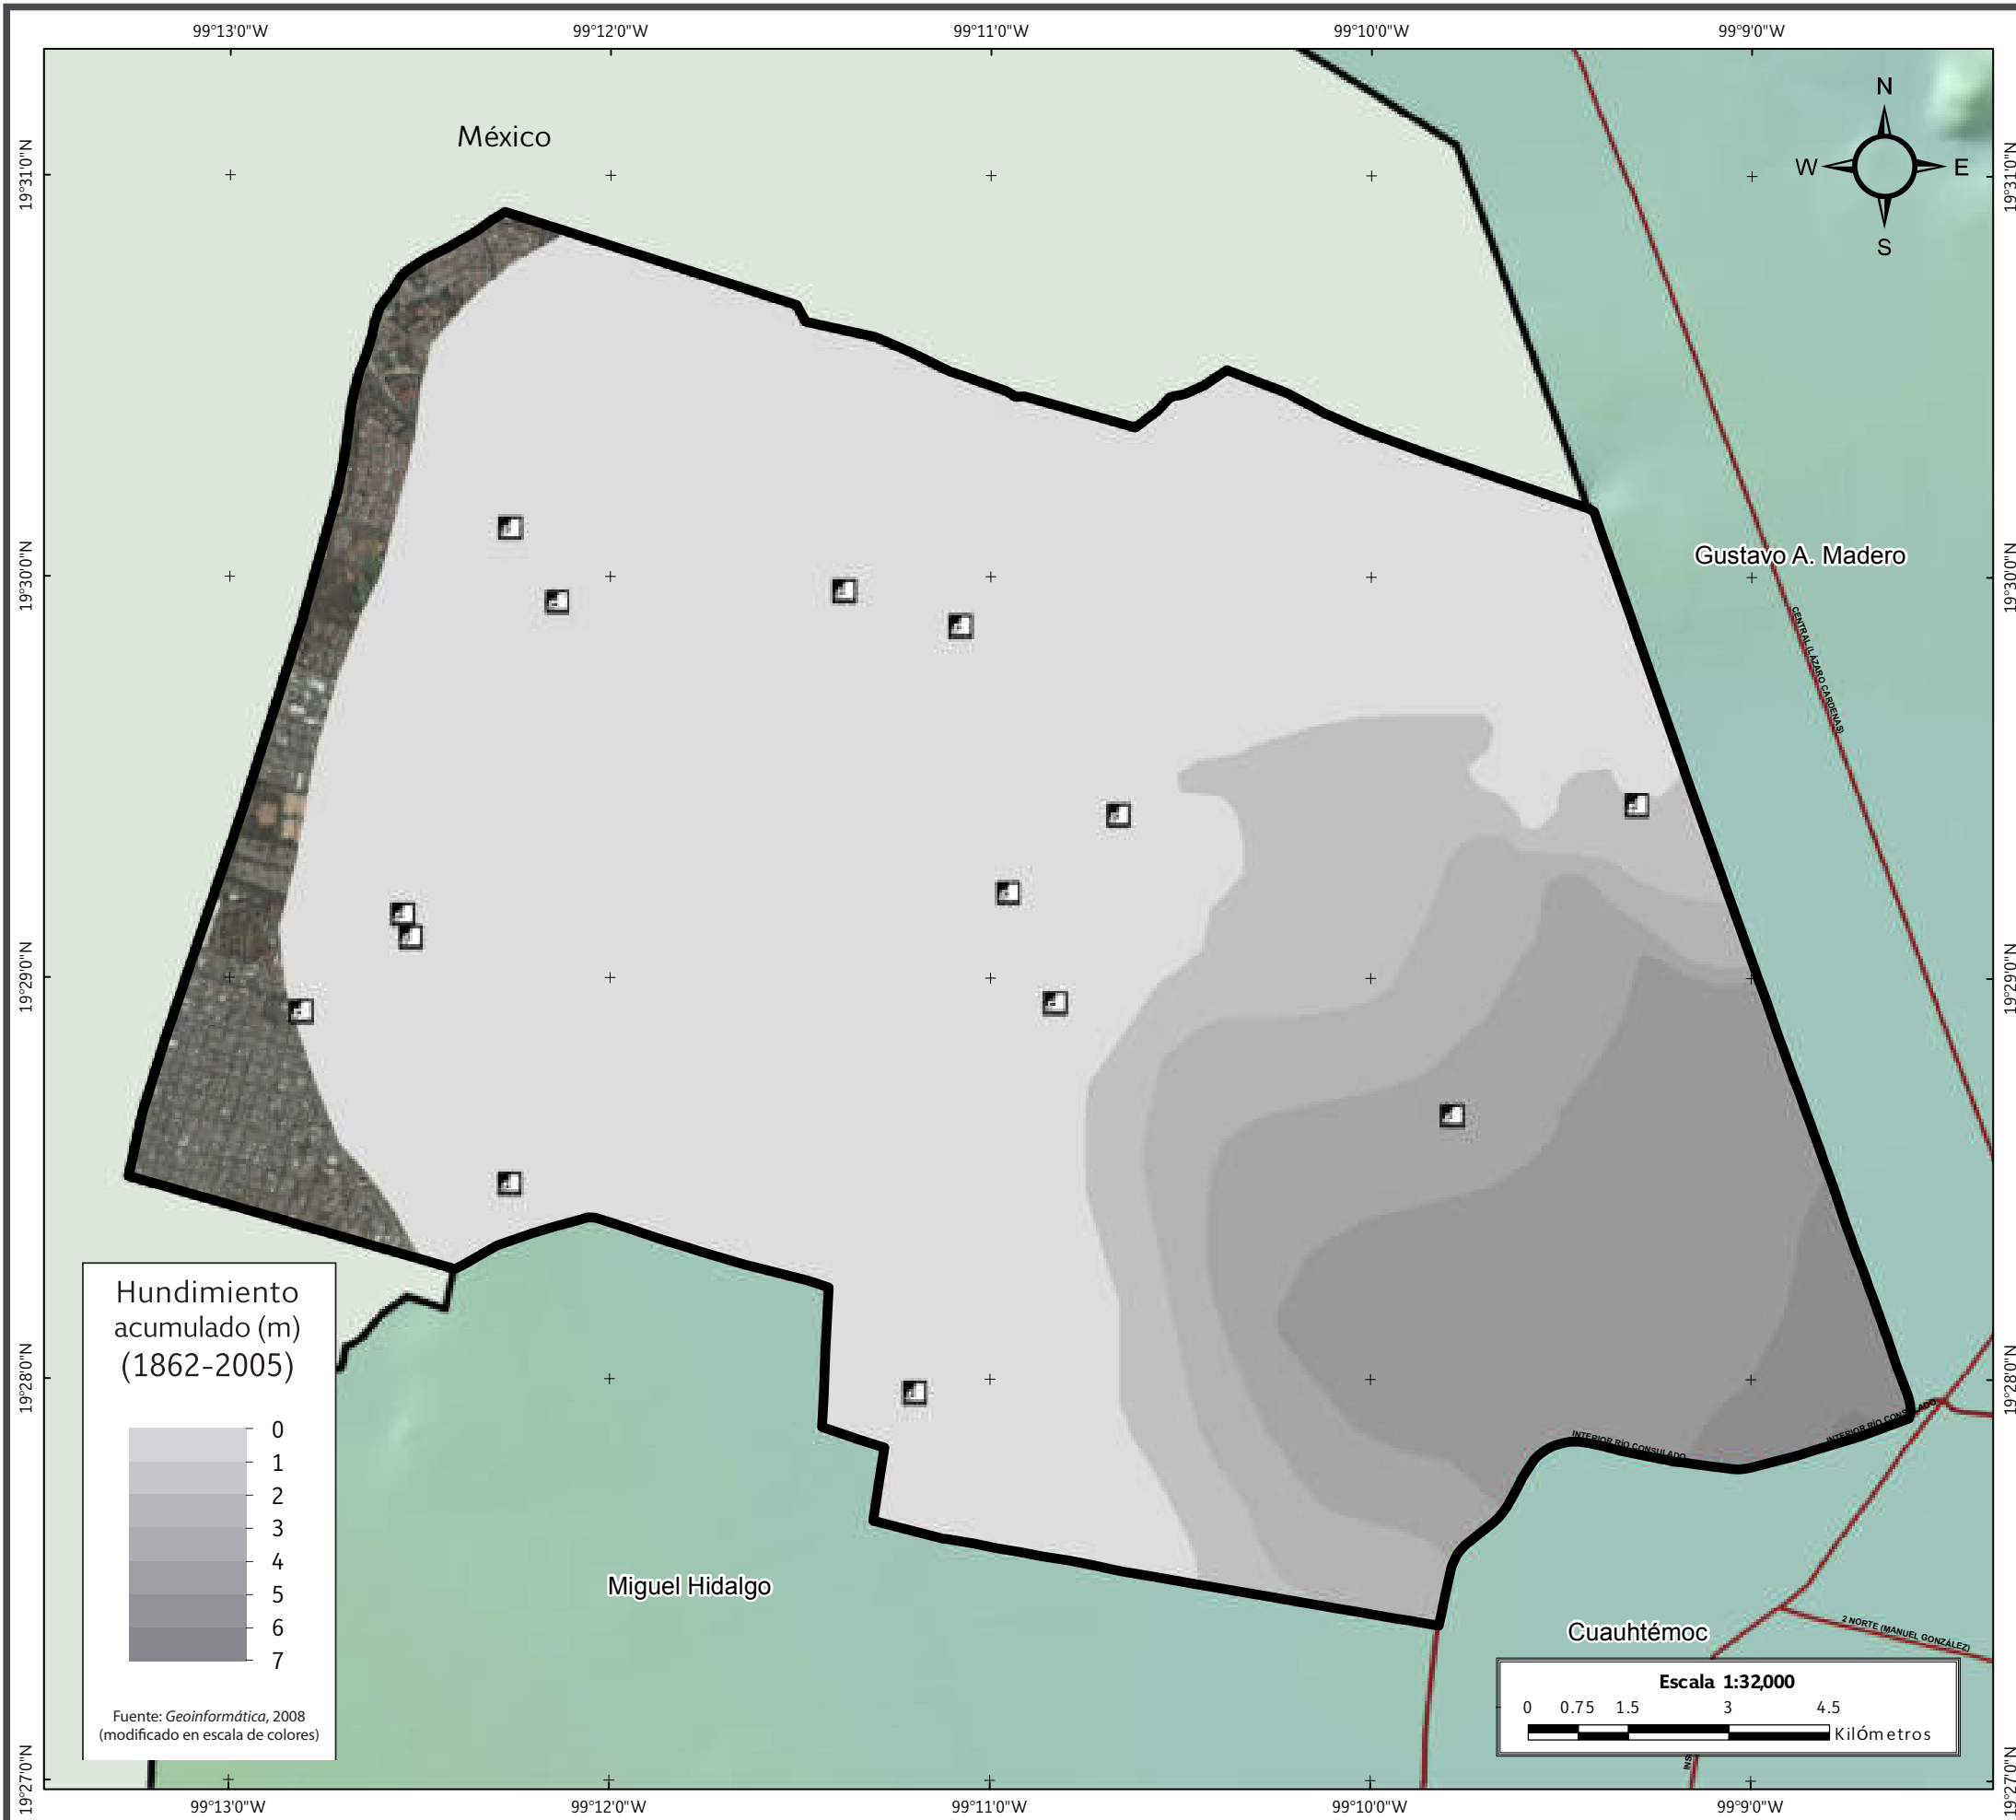 99°13'0"W
99°12'0"W
99°11'0"W
99°10'0"W
99°9'0"W
N
México
19°31'0"N
19°31'0"N
W
E
S
Gustavo A. Madero
19°30'0"N
19°30'0"N
CENTRAL (LÁZARO CÁRDENAS)
19°29'0"N
19°29'0"N
Hundimiento
acumulado (m)
(1862-2005)
0
1
2
3
4
5
6
7
Fuente: Geoinformática, 2008
(modificado en escala de colores)
19°28'0"N
19°28'0"N
INTERIOR RÍO CONSULADO
INTERIOR RÍO CONSULADO
Miguel Hidalgo
Cuauhtémoc
2 NORTE (MANUEL GONZÁLEZ)
Escala 1:32,000
0 0.75 1.5 3 4.5
Kilómetros
19°27'0"N
19°27'0"N
99°13'0"W
99°12'0"W
99°11'0"W
99°10'0"W
99°9'0"W